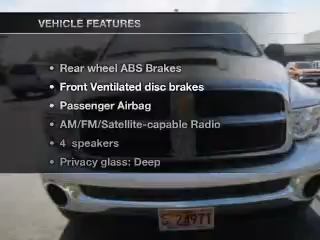 VEHICLE FEATURES
• Rear wheel ABS Brakes
• Front Ventilated disc brakes
• Passenger Airbag
• AM/FM/Satellite-capable Radio
• 4 speakers
• Privacy glass: Deep
S 24971